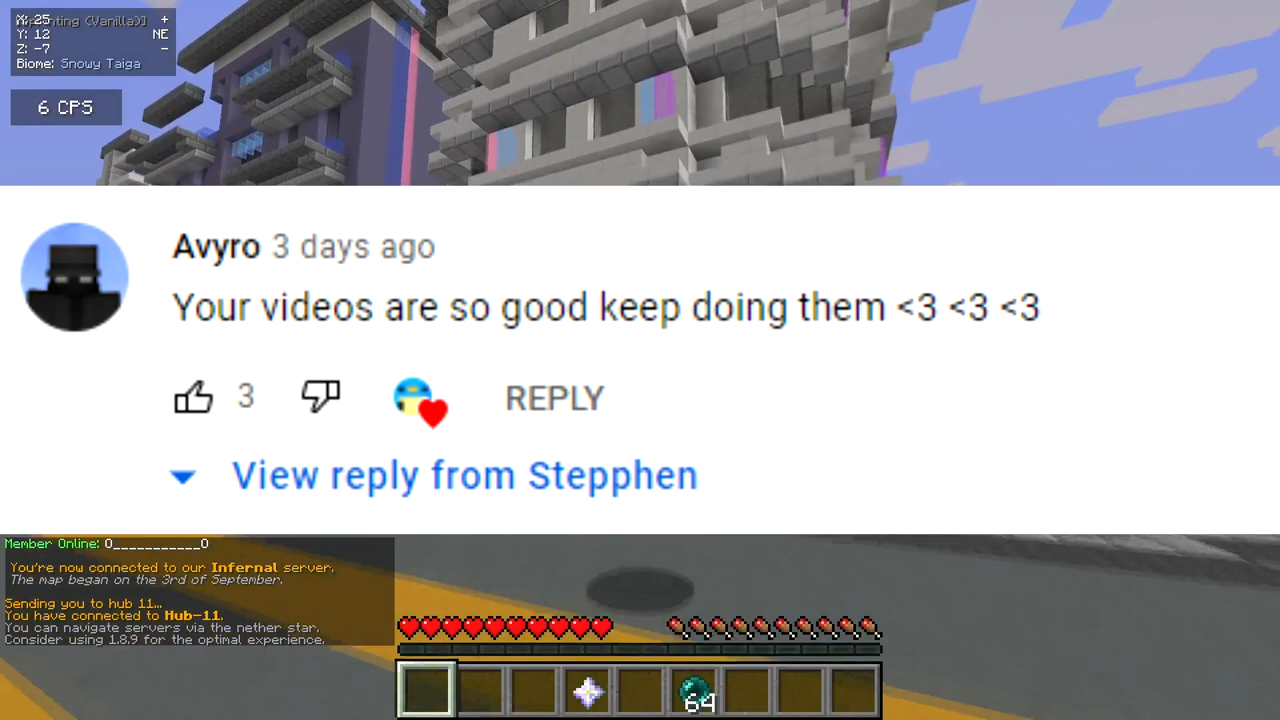 X: 25 +
Y: 12 NE
Z: -7 -
Biome: Snowy Taiga
6 CPS
Avyro 3 days ago
Your videos are so good keep doing them <3 <3 <3
3 REPLY
View reply from Stepphen
Member Online: O___________O
You're now connected to our Infernal server.
The map began on the 3rd of September.
Sending you to hub 11...
You have connected to Hub-11.
You can navigate servers via the nether star.
Consider using 1.8.9 for the optimal experience.
64